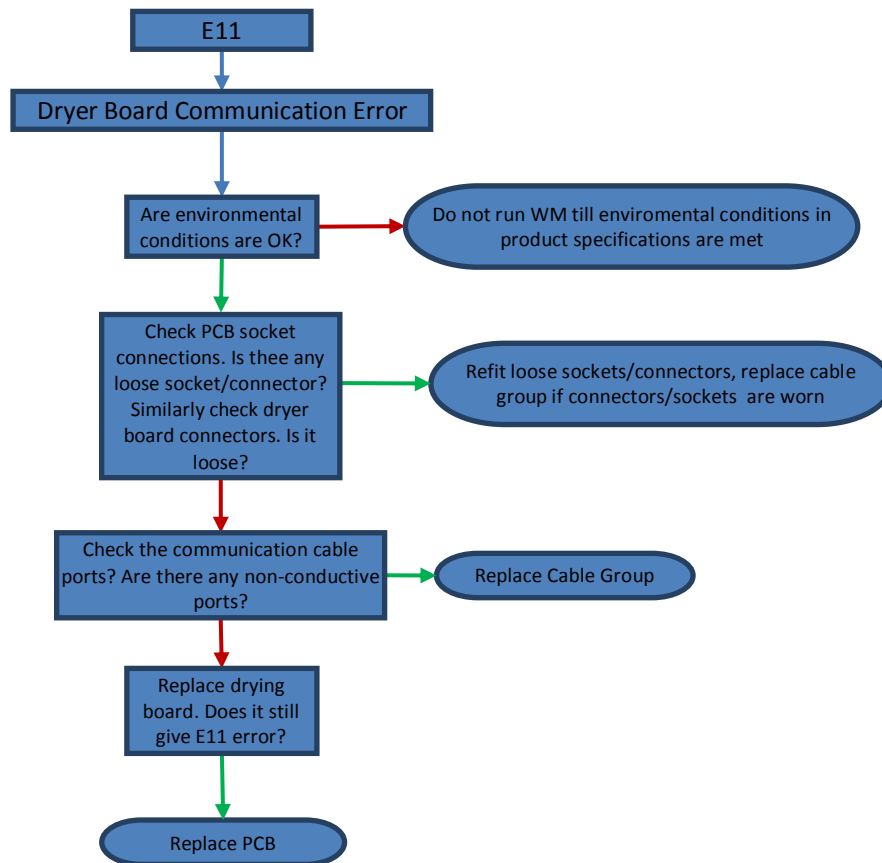 E11
Dryer Board Communication Error
Are environmental
conditions are OK?
Do not run WM till enviromental conditions in
product specifications are met
Check PCB socket
connections. Is thee any
loose socket/connector?
Similarly check dryer
board connectors. Is it
loose?
Refit loose sockets/connectors, replace cable
group if connectors/sockets are worn
Check the communication cable
ports? Are there any non-conductive
ports?
Replace Cable Group
Replace drying
board. Does it still
give E11 error?
Replace PCB